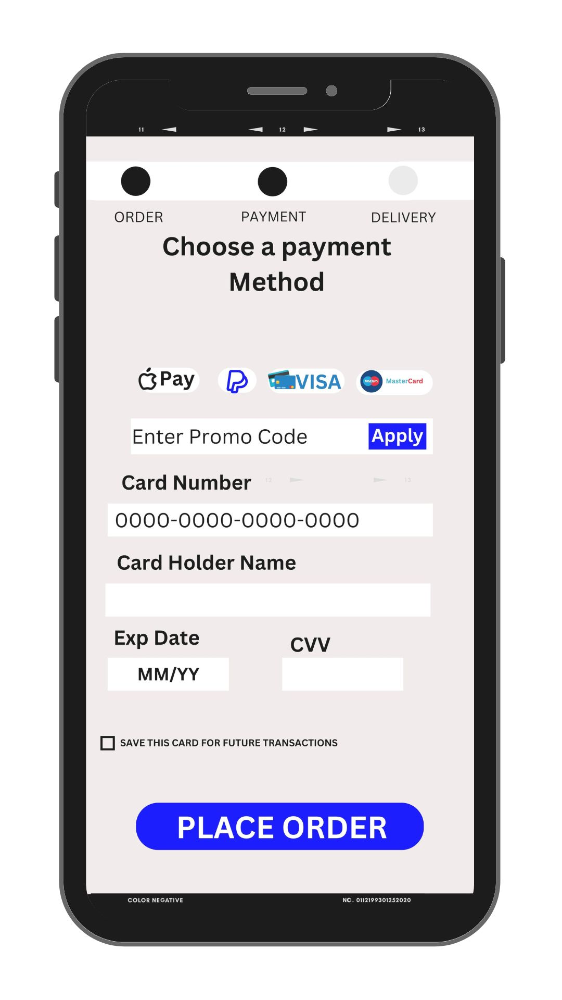 11 12 13
ORDER PAYMENT DELIVERY
Choose a payment
Method
Pay VISA Maestro MasterCard
Enter Promo Code Apply
Card Number 12 13
0000-0000-0000-0000
Card Holder Name
Exp Date CVV
MM/YY
SAVE THIS CARD FOR FUTURE TRANSACTIONS
PLACE ORDER
COLOR NEGATIVE NO. 0112199301252020